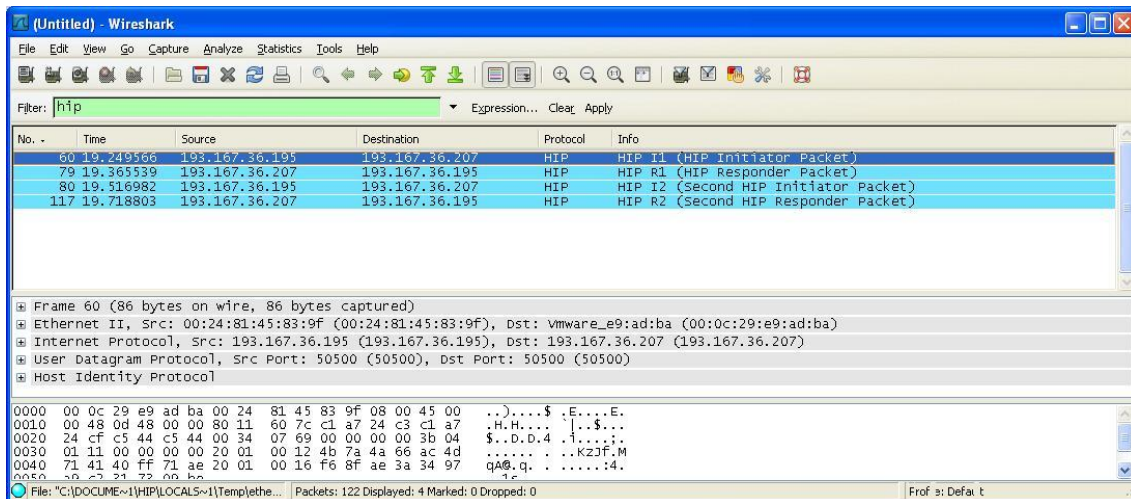 (Untitled) - Wireshark
File Edit View Go Capture Analyze Statistics Tools Help
Filter: hip Expression... Clear Apply
No. - Time Source Destination Protocol Info
60 19.249566 193.167.36.195 193.167.36.207 HIP HIP I1 (HIP Initiator Packet)
79 19.365539 193.167.36.207 193.167.36.195 HIP HIP R1 (HIP Responder Packet)
80 19.516982 193.167.36.195 193.167.36.207 HIP HIP I2 (Second HIP Initiator Packet)
117 19.718803 193.167.36.207 193.167.36.195 HIP HIP R2 (Second HIP Responder Packet)
Frame 60 (86 bytes on wire, 86 bytes captured)
Ethernet II, Src: 00:24:81:45:83:9f (00:24:81:45:83:9f), Dst: Vmware_e9:ad:ba (00:0c:29:e9:ad:ba)
Internet Protocol, Src: 193.167.36.195 (193.167.36.195), Dst: 193.167.36.207 (193.167.36.207)
User Datagram Protocol, Src Port: 50500 (50500), Dst Port: 50500 (50500)
Host Identity Protocol
0000 00 0c 29 e9 ad ba 00 24 81 45 83 9f 08 00 45 00 ..)....$ .E....E.
0010 00 48 0d 48 00 00 80 11 60 7c c1 a7 24 c3 c1 a7 .H.H.... `|..$...
0020 24 cf c5 44 c5 44 00 34 07 69 00 00 00 00 3b 04 $..D.D.4 .i....;.
0030 01 11 00 00 00 00 20 01 00 12 4b 7a 4a 66 ac 4d ...... . ..KzJf.M
0040 71 41 40 ff 71 ae 20 01 00 16 f6 8f ae 3a 34 97 qA@.q. . .....:4.
File: "C:\DOCUME~1\HIP\LOCALS~1\Temp\ethe... Packets: 122 Displayed: 4 Marked: 0 Dropped: 0